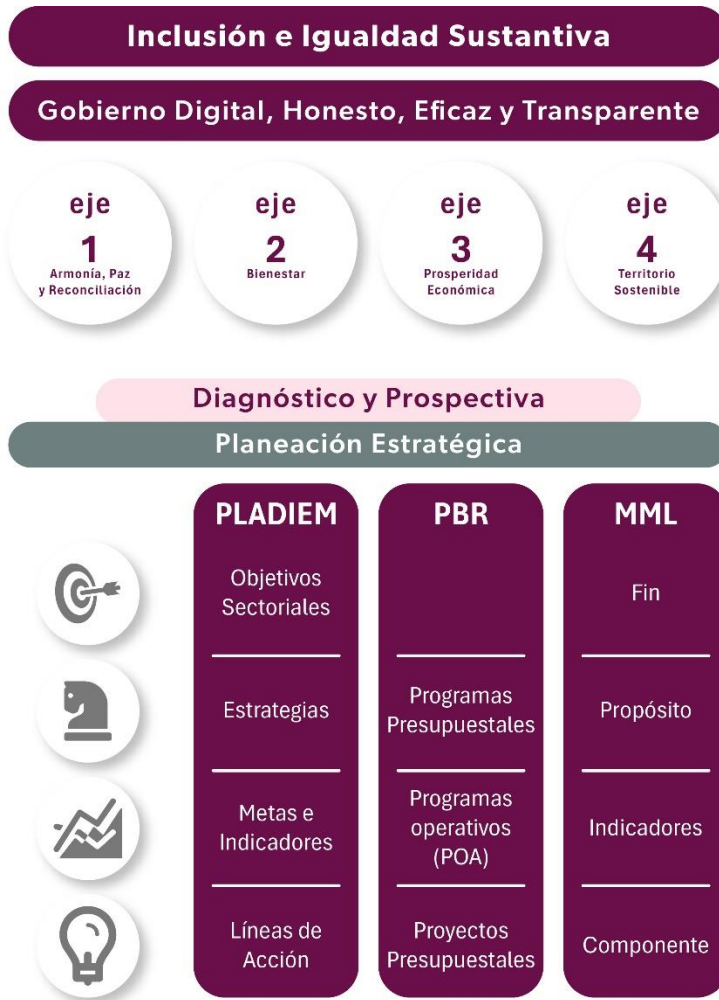 Inclusión e Igualdad Sustantiva
Gobierno Digital, Honesto, Eficaz y Transparente
eje
1
Armonía, Paz
y Reconciliación
eje
2
Bienestar
eje
3
Prosperidad
Económica
eje
4
Territorio
Sostenible
Diagnóstico y Prospectiva
Planeación Estratégica
PLADIEM
PBR
MML
Objetivos
Sectoriales
Fin
Estrategias
Programas
Presupuestales
Propósito
Metas e
Indicadores
Programas
operativos
(POA)
Indicadores
Líneas de
Acción
Proyectos
Presupuestales
Componente